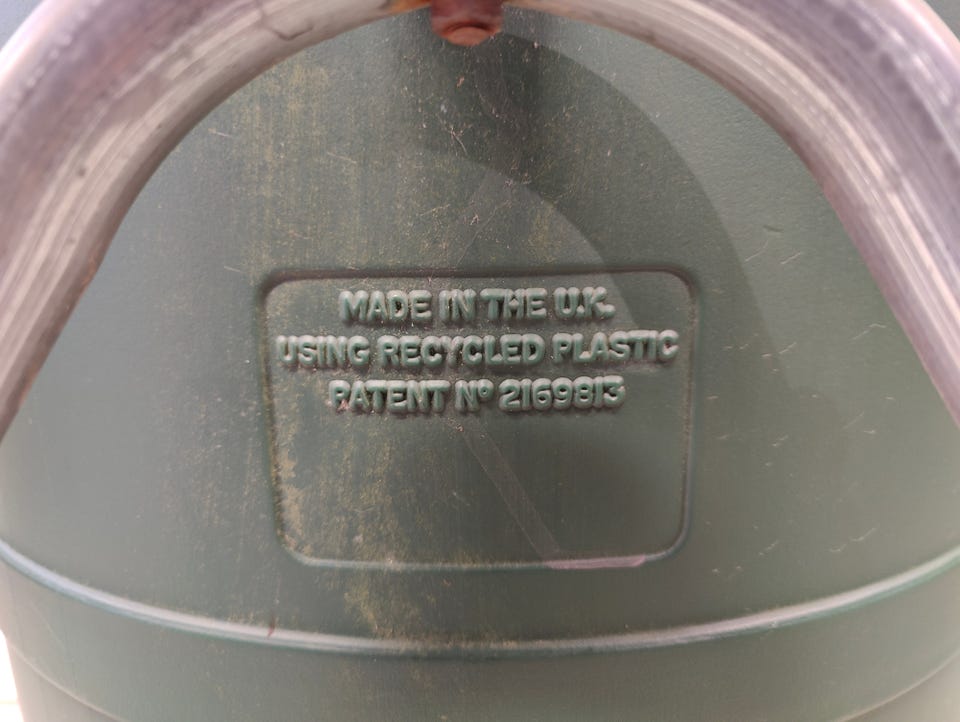 MADE IN THE U.K.
USING RECYCLED PLASTIC
PATENT Nº 2169813